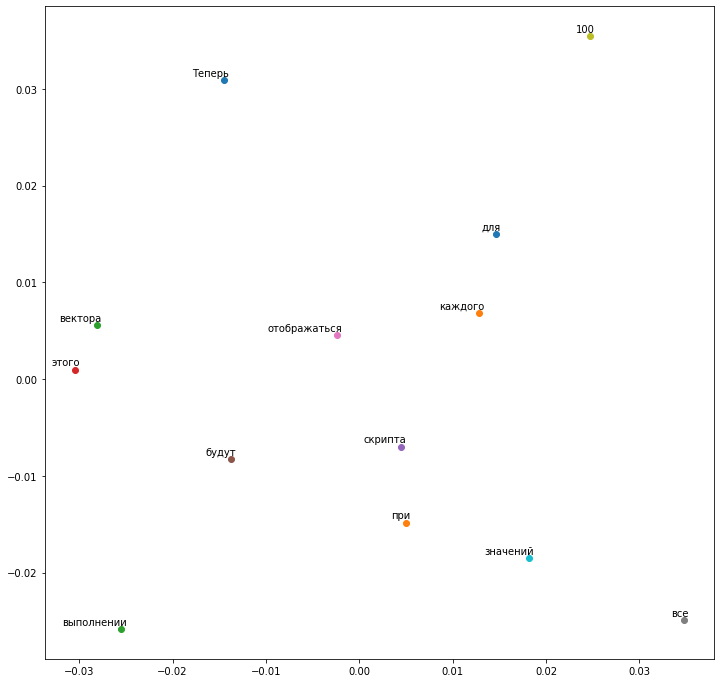 100
0.03
Теперь
0.02
для
0.01
каждого
вектора
отображаться
этого
0.00
скрипта
будут
−0.01
при
значений
−0.02
все
выполнении
−0.03 −0.02 −0.01 0.00 0.01 0.02 0.03